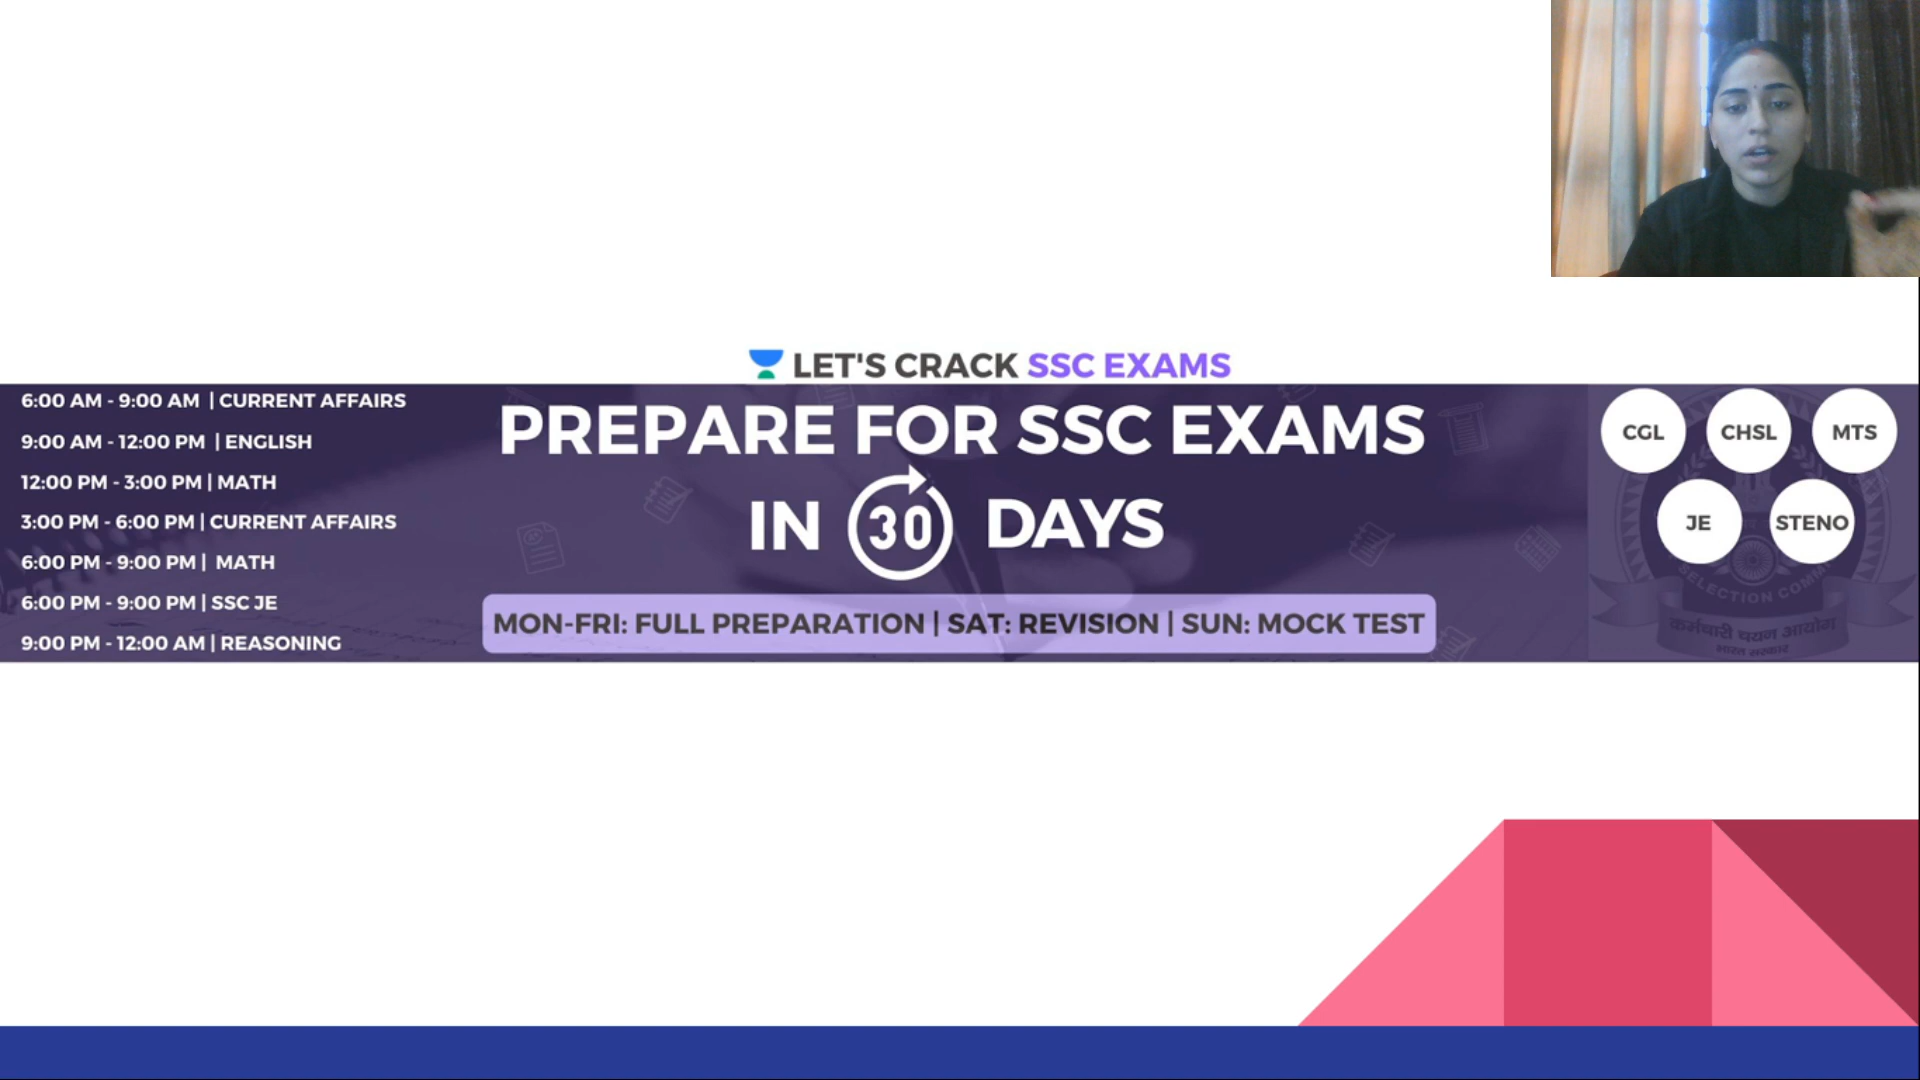 LET'S CRACK SSC EXAMS
6:00 AM - 9:00 AM | CURRENT AFFAIRS
9:00 AM - 12:00 PM | ENGLISH
12:00 PM - 3:00 PM | MATH
3:00 PM - 6:00 PM | CURRENT AFFAIRS
6:00 PM - 9:00 PM | MATH
6:00 PM - 9:00 PM | SSC JE
9:00 PM - 12:00 AM | REASONING
PREPARE FOR SSC EXAMS
IN 30 DAYS
MON-FRI: FULL PREPARATION | SAT: REVISION | SUN: MOCK TEST
CGL CHSL MTS
JE STENO
SELECTION COMM
कर्मचारी चयन आयोग
भारत सरकार